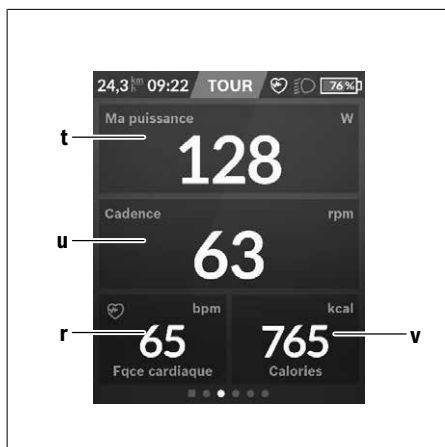 24,3 km/h 09:22 TOUR 76 %
Ma puissance W
t
128
Cadence rpm
u
63
bpm kcal
r 65 765 v
Fqce cardiaque Calories